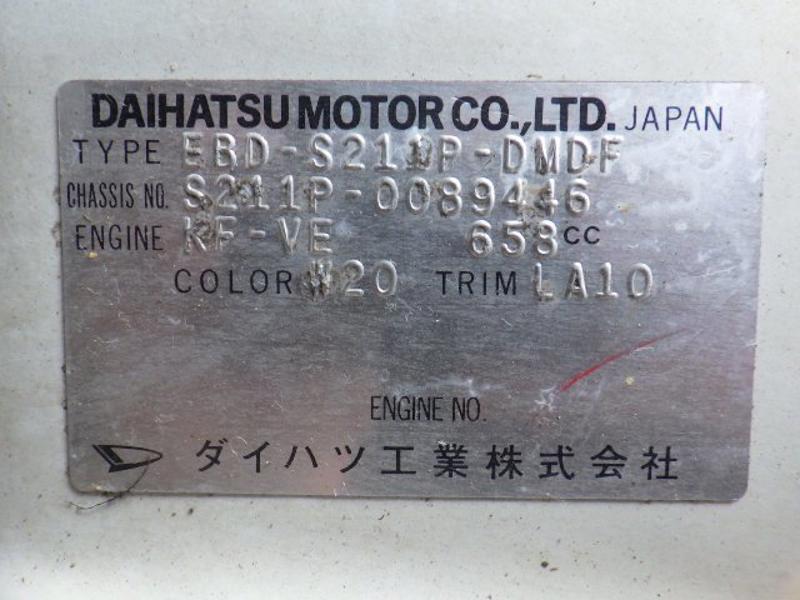 DAIHATSU MOTOR CO.,LTD. JAPAN
TYPE EBD-S211P-DMDF
CHASSIS NO. S211P-0089446
ENGINE KF-VE 658CC
COLOR W20 TRIM LA10
ENGINE NO.
ダイハツ工業株式会社